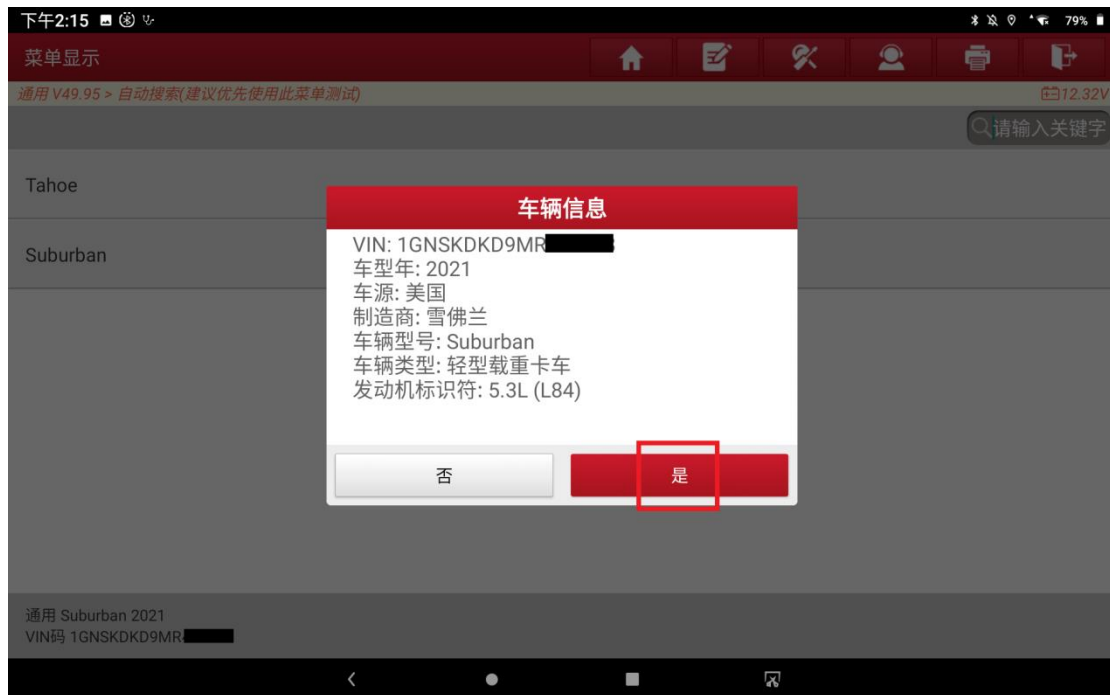 下午2:15
79%
菜单显示
通用 V49.95 > 自动搜索(建议优先使用此菜单测试)
12.32V
请输入关键字
Tahoe
Suburban
车辆信息
VIN: 1GNSKDKD9MR
车型年: 2021
车源: 美国
制造商: 雪佛兰
车辆型号: Suburban
车辆类型: 轻型载重卡车
发动机标识符: 5.3L (L84)
否
是
通用 Suburban 2021
VIN码 1GNSKDKD9MR